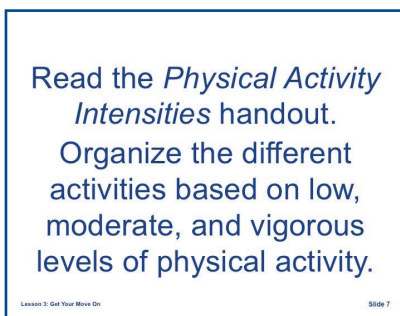 Read the Physical Activity
Intensities handout.
Organize the different
activities based on low,
moderate, and vigorous
levels of physical activity.
Lesson 3: Get Your Move On
Slide 7